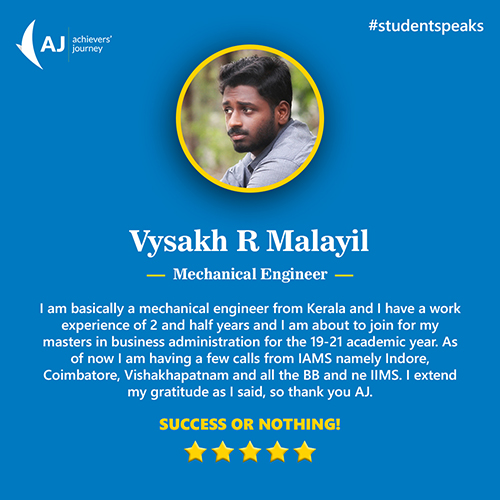 AJ
achievers'
journey
#studentspeaks
Vysakh R Malayil
Mechanical Engineer
I am basically a mechanical engineer from Kerala and I have a work
experience of 2 and half years and I am about to join for my
masters in business administration for the 19-21 academic year. As
of now I am having a few calls from IAMS namely Indore,
Coimbatore, Vishakhapatnam and all the BB and ne IIMS. I extend
my gratitude as I said, so thank you AJ.
SUCCESS OR NOTHING!